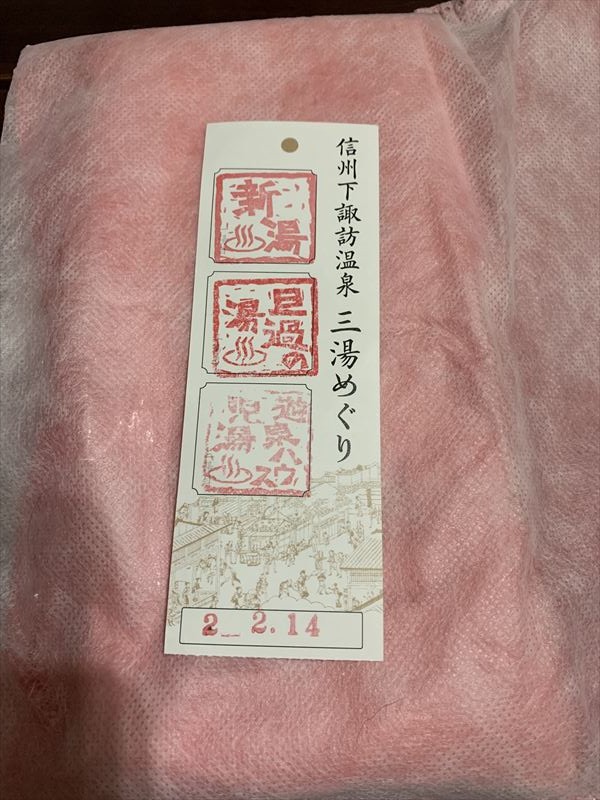 信州下諏訪温泉 三湯めぐり
新湯
旦過の
湯
遊泉ハウス
児湯
2_ 2.14